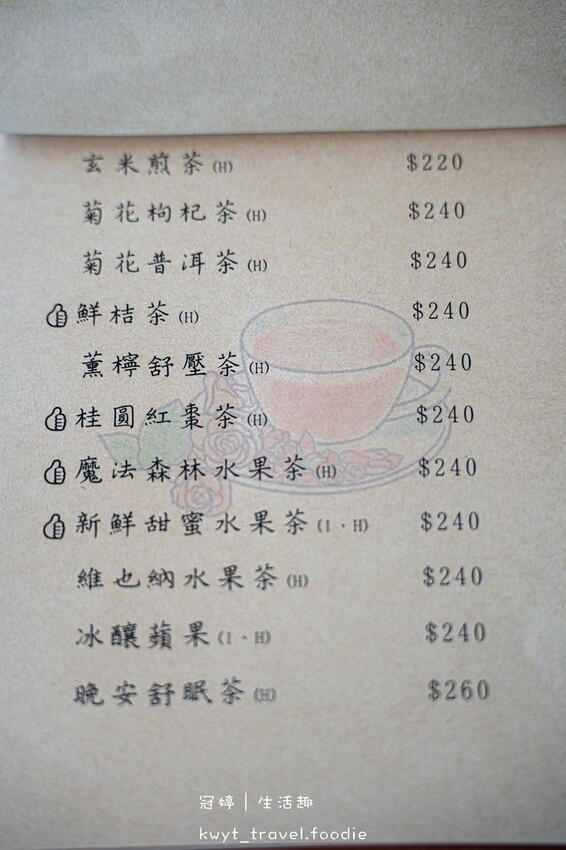 玄米煎茶(H) $220
菊花枸杞茶(H) $240
菊花普洱茶(H) $240
鮮桔茶(H) $240
薰檸舒壓茶(H) $240
桂圓紅棗茶(H) $240
魔法森林水果茶(H) $240
新鮮甜蜜水果茶(I·H) $240
維也納水果茶(H) $240
冰釀蘋果(I·H) $240
晚安舒眠茶(H) $260
冠婷｜生活趣
kwyt_travel.foodie